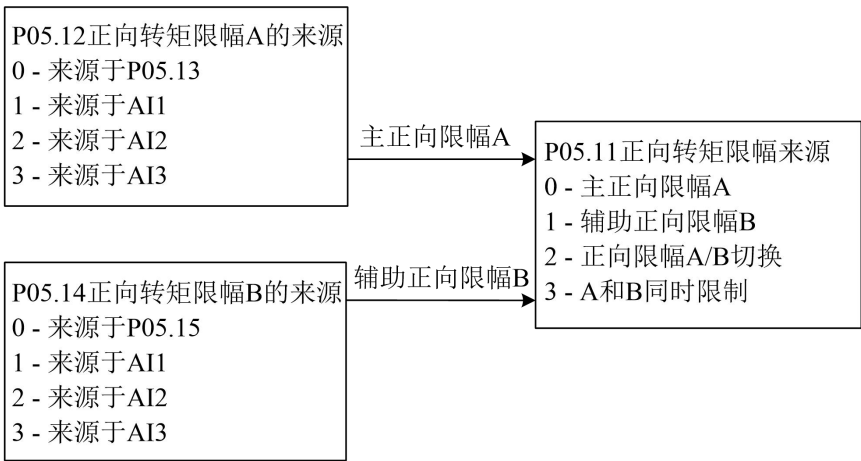 P05.12正向转矩限幅A的来源
0 - 来源于P05.13
1 - 来源于AI1
2 - 来源于AI2
3 - 来源于AI3
主正向限幅A
P05.11正向转矩限幅来源
0 - 主正向限幅A
1 - 辅助正向限幅B
2 - 正向限幅A/B切换
3 - A和B同时限制
辅助正向限幅B
P05.14正向转矩限幅B的来源
0 - 来源于P05.15
1 - 来源于AI1
2 - 来源于AI2
3 - 来源于AI3